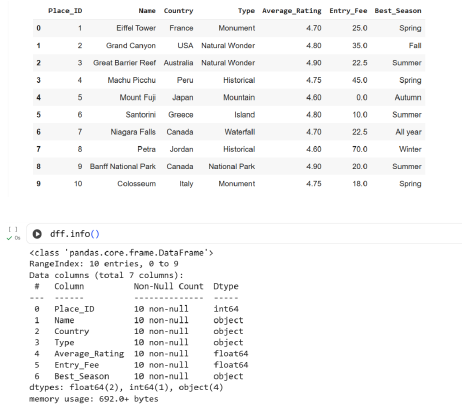 Place_ID Name Country Type Average_Rating Entry_Fee Best_Season
0 1 Eiffel Tower France Monument 4.70 25.0 Spring
1 2 Grand Canyon USA Natural Wonder 4.80 35.0 Fall
2 3 Great Barrier Reef Australia Natural Wonder 4.90 22.5 Summer
3 4 Machu Picchu Peru Historical 4.75 45.0 Spring
4 5 Mount Fuji Japan Mountain 4.60 0.0 Autumn
5 6 Santorini Greece Island 4.80 10.0 Summer
6 7 Niagara Falls Canada Waterfall 4.70 22.5 All year
7 8 Petra Jordan Historical 4.60 70.0 Winter
8 9 Banff National Park Canada National Park 4.90 20.0 Summer
9 10 Colosseum Italy Monument 4.75 18.0 Spring
[ ] dff.info()
✓ 0s
<class 'pandas.core.frame.DataFrame'>
RangeIndex: 10 entries, 0 to 9
Data columns (total 7 columns):
# Column Non-Null Count Dtype
--- ------ -------------- -----
0 Place_ID 10 non-null int64
1 Name 10 non-null object
2 Country 10 non-null object
3 Type 10 non-null object
4 Average_Rating 10 non-null float64
5 Entry_Fee 10 non-null float64
6 Best_Season 10 non-null object
dtypes: float64(2), int64(1), object(4)
memory usage: 692.0+ bytes